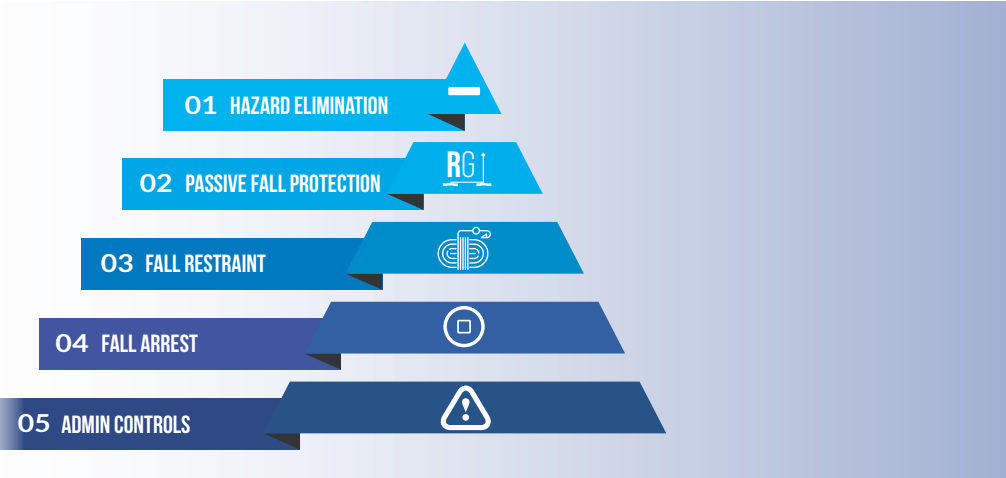 01 HAZARD ELIMINATION
02 PASSIVE FALL PROTECTION
RG
03 FALL RESTRAINT
04 FALL ARREST
05 ADMIN CONTROLS